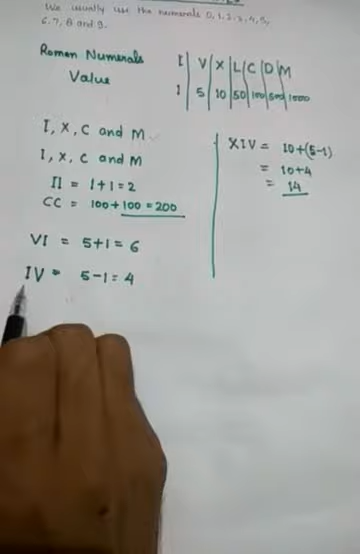 We usually use the numerals 0, 1, 2, 3, 4, 5,
6, 7, 8 and 9.
Roman Numerals I V X L C D M
Value 1 5 10 50 100 500 1000
I, X, C and M
I, X, C and M
II = 1+1=2
CC = 100+100=200
VI = 5+1=6
IV = 5-1=4
XIV = 10+(5-1)
= 10+4
= 14